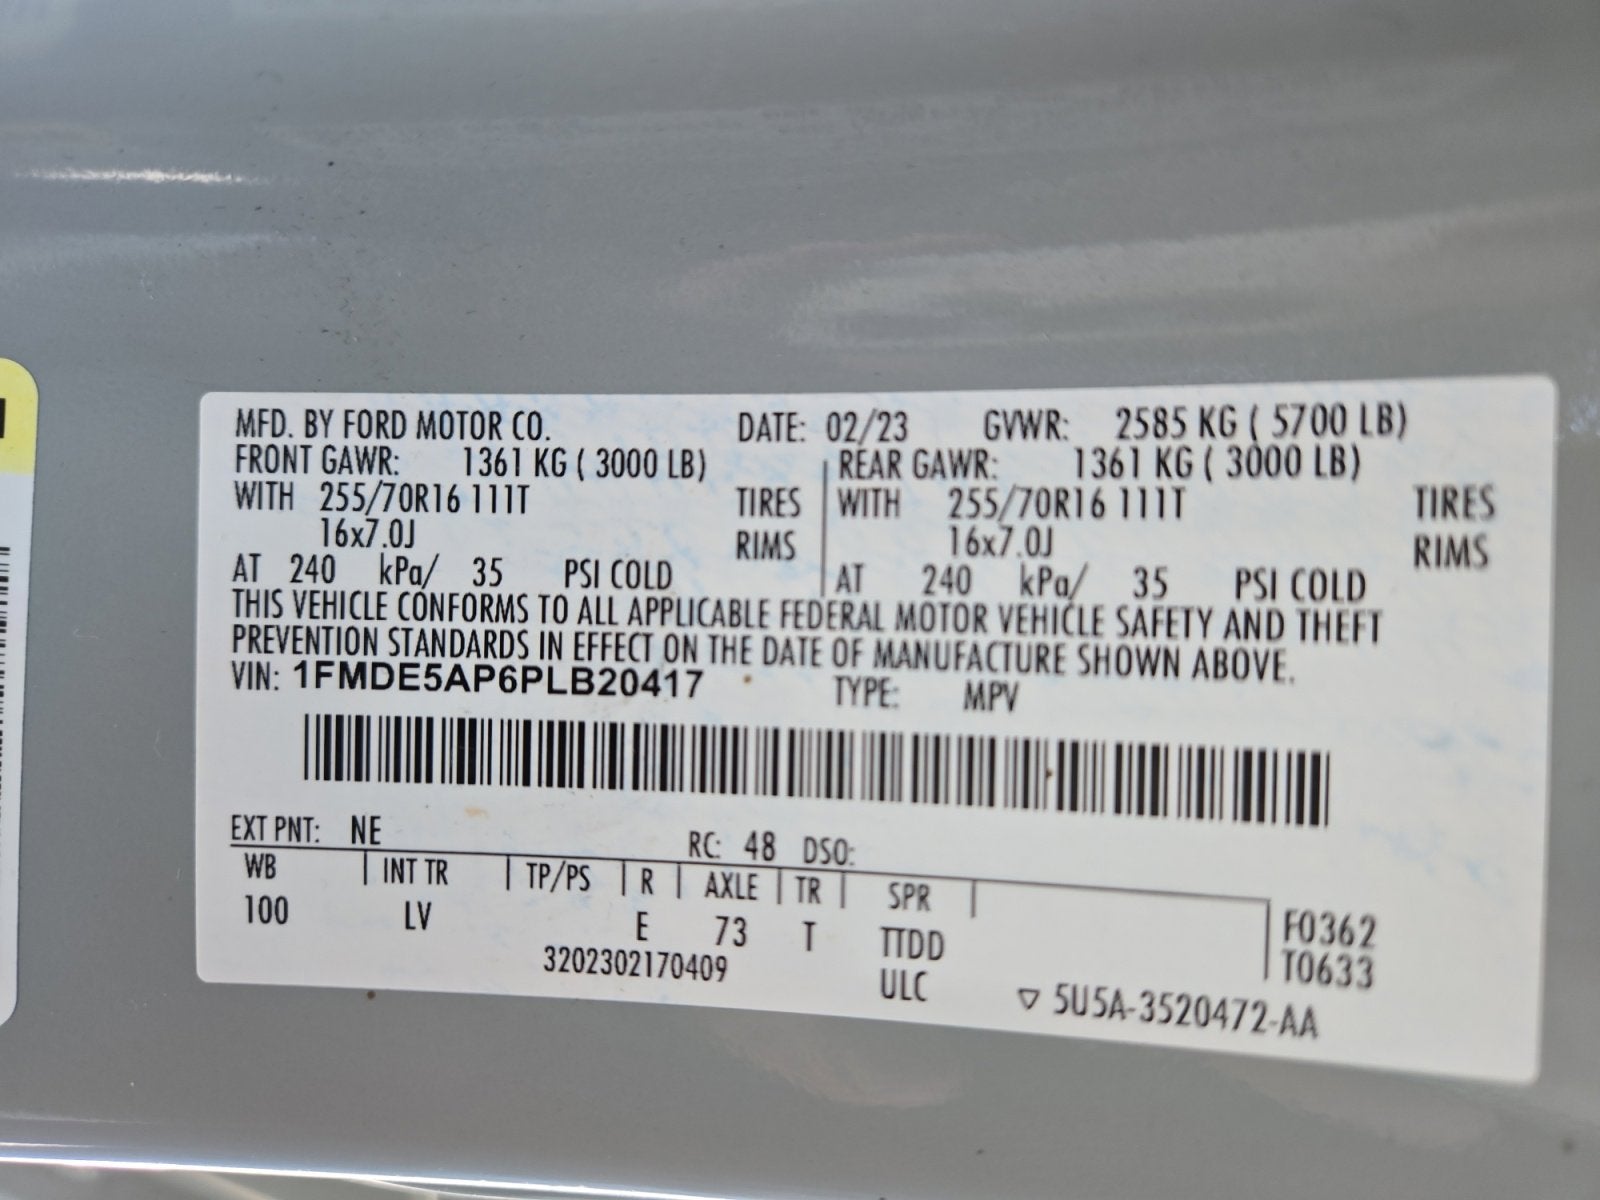 MFD. BY FORD MOTOR CO. DATE: 02/23 GVWR: 2585 KG ( 5700 LB)
FRONT GAWR: 1361 KG ( 3000 LB) REAR GAWR: 1361 KG ( 3000 LB)
WITH 255/70R16 111T TIRES WITH 255/70R16 111T TIRES
16x7.0J RIMS 16x7.0J RIMS
AT 240 kPa/ 35 PSI COLD AT 240 kPa/ 35 PSI COLD
THIS VEHICLE CONFORMS TO ALL APPLICABLE FEDERAL MOTOR VEHICLE SAFETY AND THEFT
PREVENTION STANDARDS IN EFFECT ON THE DATE OF MANUFACTURE SHOWN ABOVE.
VIN: 1FMDE5AP6PLB20417 TYPE: MPV
EXT PNT: NE RC: 48 DSO:
WB | INT TR | TP/PS | R | AXLE | TR | SPR |
100 LV E 73 T TTDD F0362
3202302170409 ULC T0633
▽ 5U5A-3520472-AA